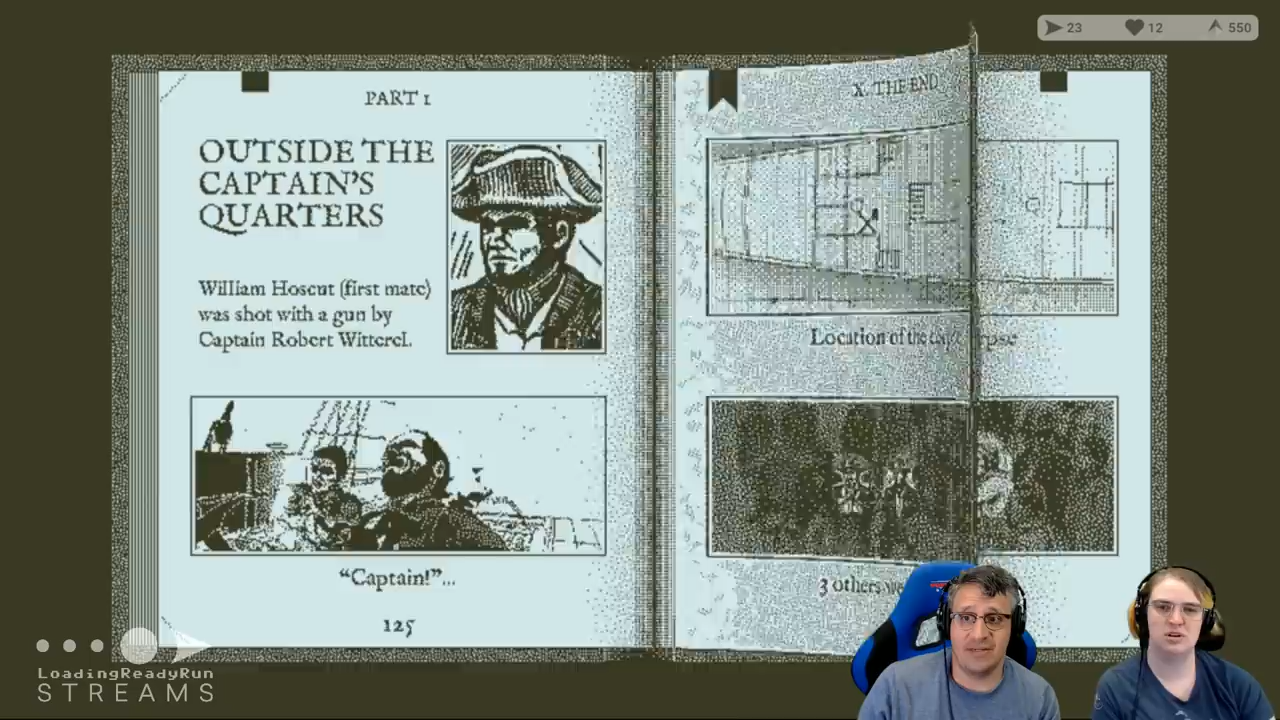 23 12 550
PART 1
OUTSIDE THE
CAPTAIN'S
QUARTERS
William Hoscut (first mate)
was shot with a gun by
Captain Robert Witterel.
"Captain!"...
125
X. THE END
Location of the
3 others
LoadingReadyRun
STREAMS